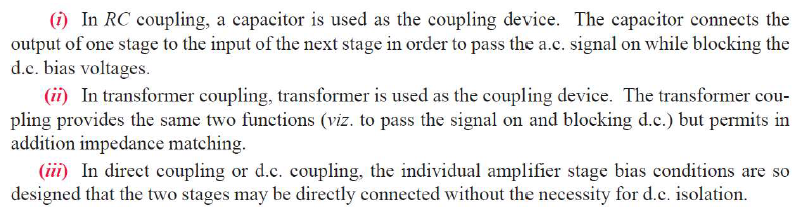 (i) In RC coupling, a capacitor is used as the coupling device. The capacitor connects the
output of one stage to the input of the next stage in order to pass the a.c. signal on while blocking the
d.c. bias voltages.
(ii) In transformer coupling, transformer is used as the coupling device. The transformer cou-
pling provides the same two functions (viz. to pass the signal on and blocking d.c.) but permits in
addition impedance matching.
(iii) In direct coupling or d.c. coupling, the individual amplifier stage bias conditions are so
designed that the two stages may be directly connected without the necessity for d.c. isolation.